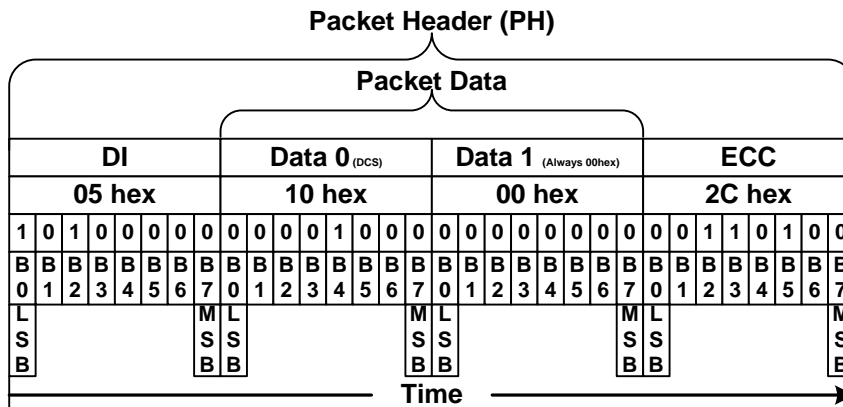 Packet Header (PH)
Packet Data
DI Data 0 (DCS) Data 1 (Always 00hex) ECC
05 hex 10 hex 00 hex 2C hex
1 0 1 0 0 0 0 0 0 0 0 0 1 0 0 0 0 0 0 0 0 0 0 0 0 0 1 1 0 1 0 0
B0 B1 B2 B3 B4 B5 B6 B7 B0 B1 B2 B3 B4 B5 B6 B7 B0 B1 B2 B3 B4 B5 B6 B7 B0 B1 B2 B3 B4 B5 B6 B7
LSB MSB LSB MSB LSB MSB LSB MSB
Time